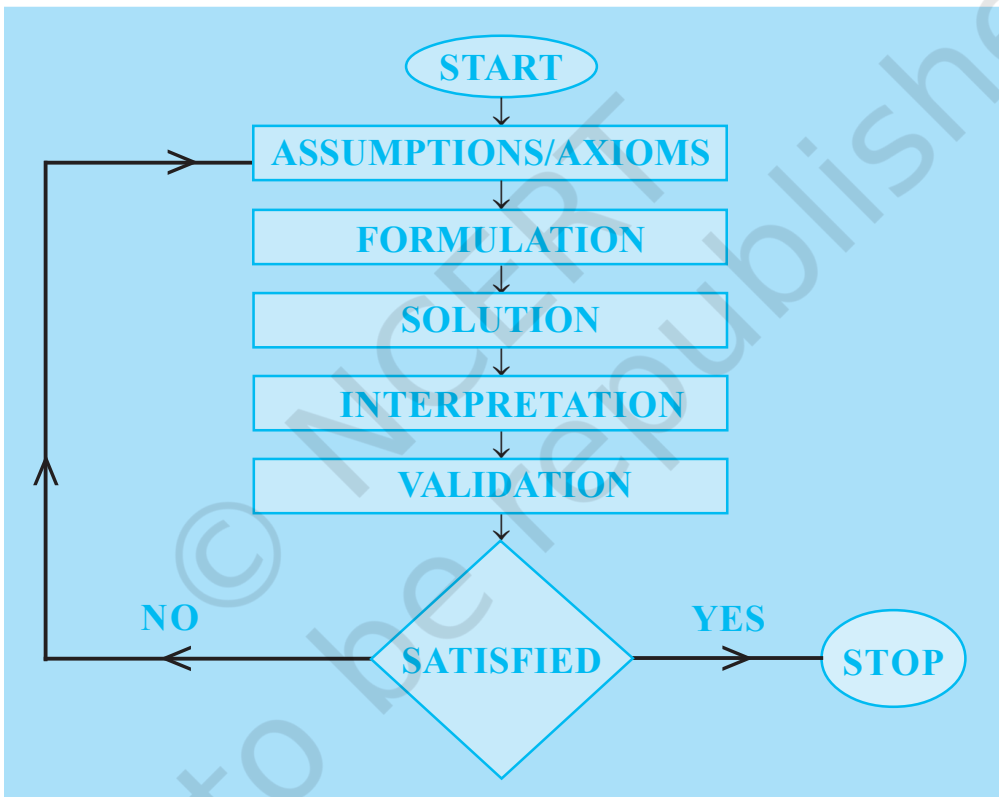 START
ASSUMPTIONS/AXIOMS
FORMULATION
SOLUTION
INTERPRETATION
VALIDATION
NO
YES
SATISFIED
STOP
© NCERT
to be republishe